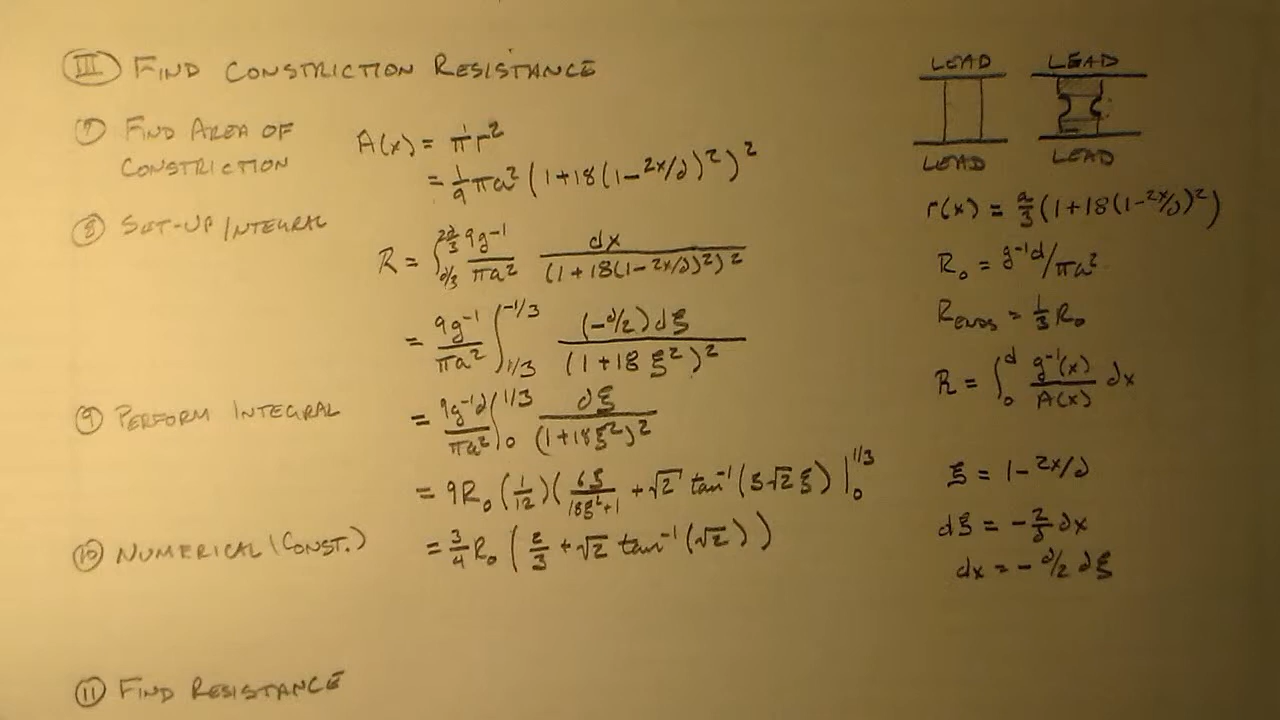 III FIND CONSTRICTION RESISTANCE
7 FIND AREA OF CONSTRICTION
A(x) = πr²
= 1/9 πa² (1+18(1-2x/d)²)²
8 SET-UP INTEGRAL
R = ∫_{d/3}^{2d/3} 9g⁻¹/πa² dx/(1+18(1-2x/d)²)²
= 9g⁻¹/πa² ∫_{1/3}^{-1/3} (-d/2)dξ/(1+18ξ²)²
9 PERFORM INTEGRAL
= 9g⁻¹d/πa² ∫_0^{1/3} dξ/(1+18ξ²)²
= 9R₀(1/12)(6ξ/(18ξ²+1) + √2 tan⁻¹(3√2ξ)) |_0^{1/3}
10 NUMERICAL (CONST.)
= 3/4 R₀ (2/3 + √2 tan⁻¹(√2))
11 FIND RESISTANCE
LEAD LEAD
LEAD LEAD
r(x) = a/3 (1+18(1-2x/d)²)
R₀ = g⁻¹d/πa²
R_ENDS = 1/3 R₀
R = ∫_0^d g⁻¹(x)/A(x) dx
ξ = 1-2x/d
dξ = -2/d dx
dx = -d/2 dξ